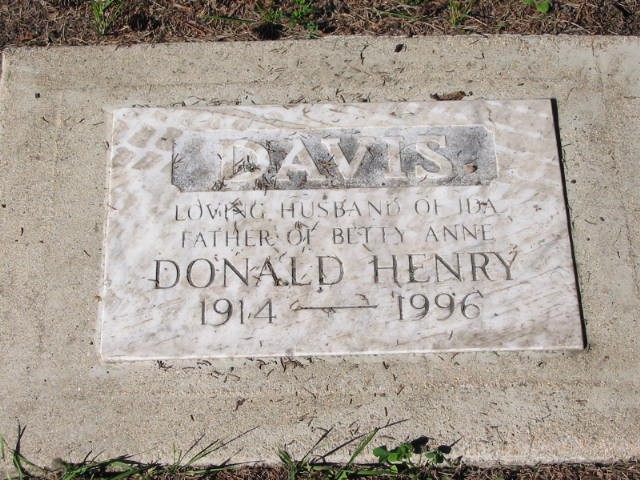 DAVIS
LOVING HUSBAND OF IDA
FATHER OF BETTY ANNE
DONALD HENRY
1914 — 1996